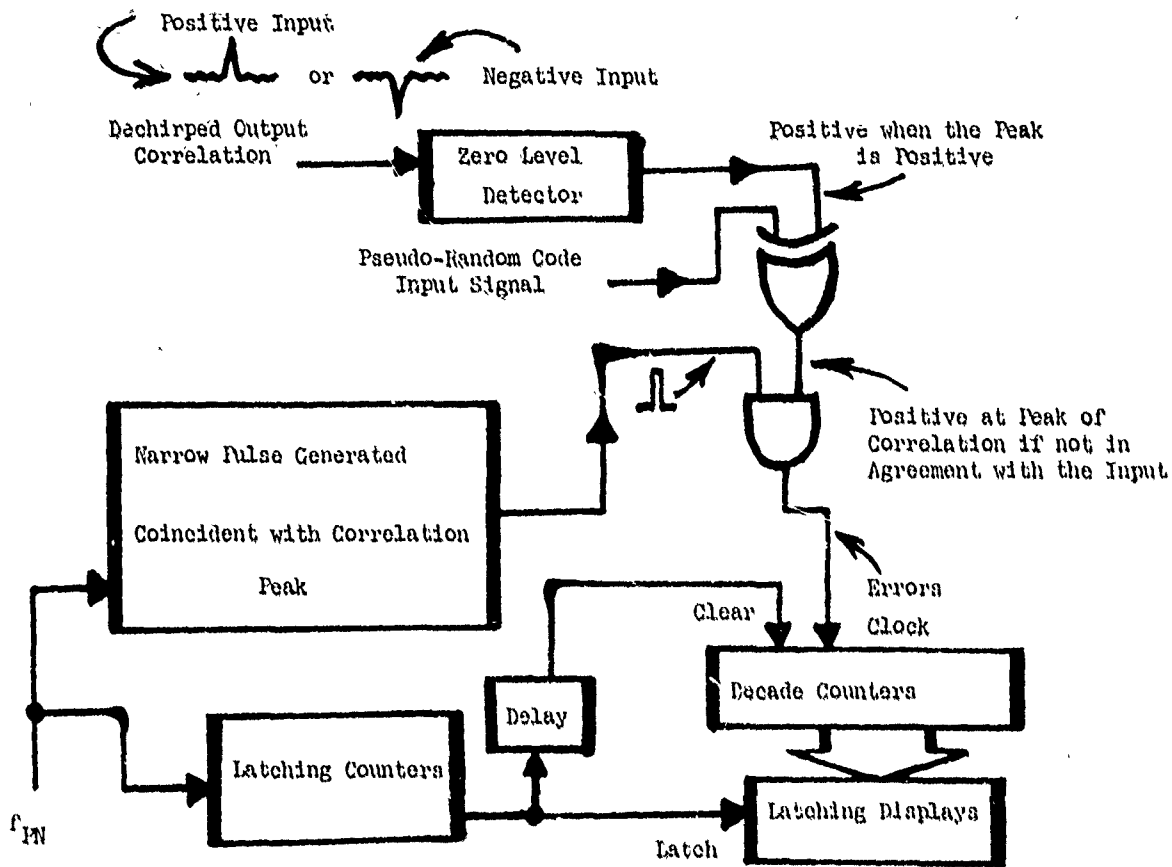 Positive Input
or
Negative Input
Dechirped Output
Correlation
Zero Level
Detector
Positive when the Peak
is Positive
Pseudo-Random Code
Input Signal
Positive at Peak of
Correlation if not in
Agreement with the Input
Narrow Pulse Generated
Coincident with Correlation
Peak
Errors
Clear
Clock
Decade Counters
Delay
Latching Counters
Latching Displays
f_PN
Latch